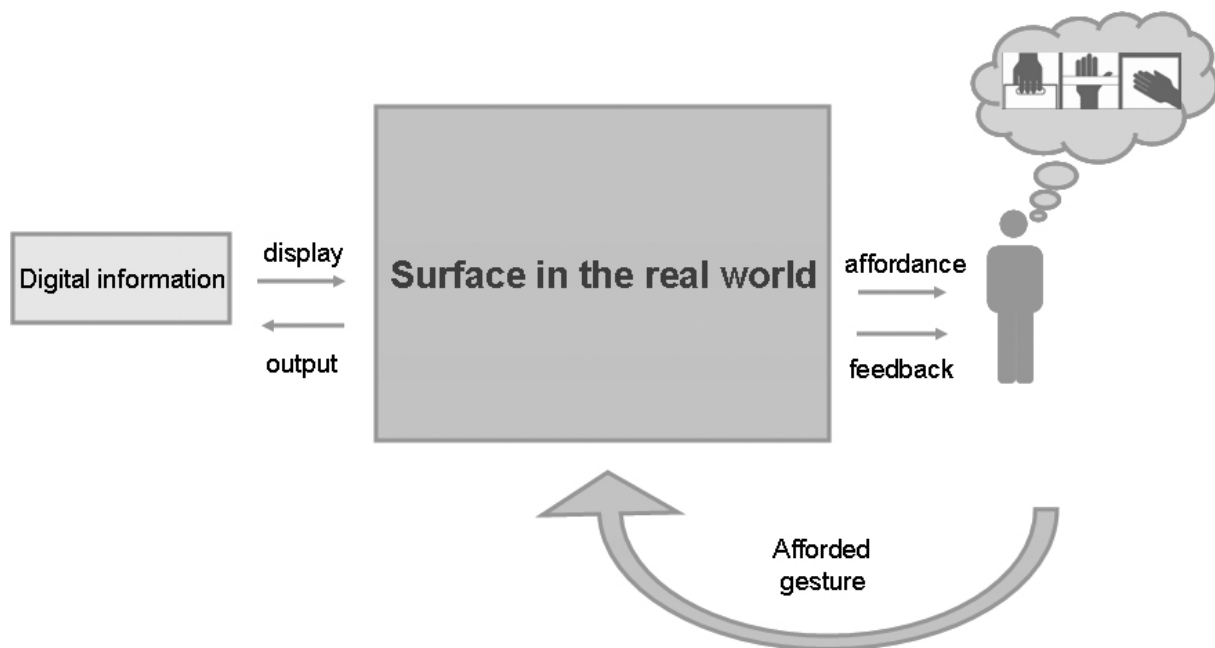 Digital information
display
output
Surface in the real world
affordance
feedback
Afforded
gesture